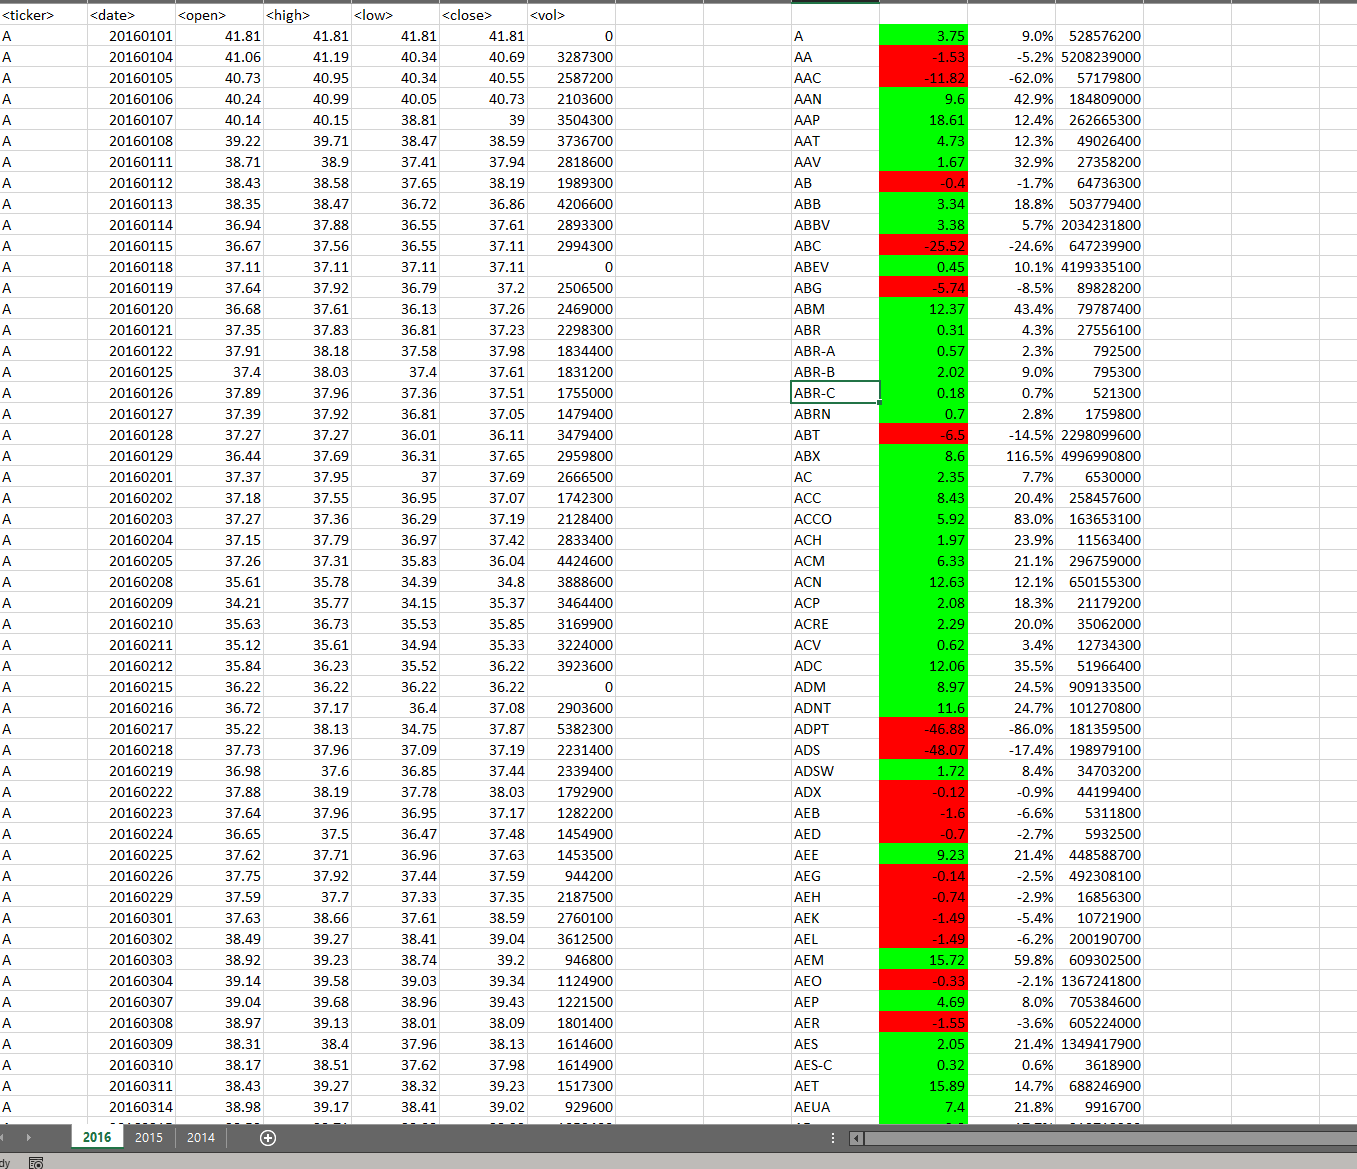 <ticker> <date> <open> <high> <low> <close> <vol>
A 20160101 41.81 41.81 41.81 41.81 0 A 3.75 9.0% 528576200
A 20160104 41.06 41.19 40.34 40.69 3287300 AA -1.53 -5.2% 5208239000
A 20160105 40.73 40.95 40.34 40.55 2587200 AAC -11.82 -62.0% 57179800
A 20160106 40.24 40.99 40.05 40.73 2103600 AAN 9.6 42.9% 184809000
A 20160107 40.14 40.15 38.81 39 3504300 AAP 18.61 12.4% 262665300
A 20160108 39.22 39.71 38.47 38.59 3736700 AAT 4.73 12.3% 49026400
A 20160111 38.71 38.9 37.41 37.94 2818600 AAV 1.67 32.9% 27358200
A 20160112 38.43 38.58 37.65 38.19 1989300 AB -0.4 -1.7% 64736300
A 20160113 38.35 38.47 36.72 36.86 4206600 ABB 3.34 18.8% 503779400
A 20160114 36.94 37.88 36.55 37.61 2893300 ABBV 3.38 5.7% 2034231800
A 20160115 36.67 37.56 36.55 37.11 2994300 ABC -25.52 -24.6% 647239900
A 20160118 37.11 37.11 37.11 37.11 0 ABEV 0.45 10.1% 4199335100
A 20160119 37.64 37.92 36.79 37.2 2506500 ABG -5.74 -8.5% 89828200
A 20160120 36.68 37.61 36.13 37.26 2469000 ABM 12.37 43.4% 79787400
A 20160121 37.35 37.83 36.81 37.23 2298300 ABR 0.31 4.3% 27556100
A 20160122 37.91 38.18 37.58 37.98 1834400 ABR-A 0.57 2.3% 792500
A 20160125 37.4 38.03 37.4 37.61 1831200 ABR-B 2.02 9.0% 795300
A 20160126 37.89 37.96 37.36 37.51 1755000 ABR-C 0.18 0.7% 521300
A 20160127 37.39 37.92 36.81 37.05 1479400 ABRN 0.7 2.8% 1759800
A 20160128 37.27 37.27 36.01 36.11 3479400 ABT -6.5 -14.5% 2298099600
A 20160129 36.44 37.69 36.31 37.65 2959800 ABX 8.6 116.5% 4996990800
A 20160201 37.37 37.95 37 37.69 2666500 AC 2.35 7.7% 6530000
A 20160202 37.18 37.55 36.95 37.07 1742300 ACC 8.43 20.4% 258457600
A 20160203 37.27 37.36 36.29 37.19 2128400 ACCO 5.92 83.0% 163653100
A 20160204 37.15 37.79 36.97 37.42 2833400 ACH 1.97 23.9% 11563400
A 20160205 37.26 37.31 35.83 36.04 4424600 ACM 6.33 21.1% 296759000
A 20160208 35.61 35.78 34.39 34.8 3888600 ACN 12.63 12.1% 650155300
A 20160209 34.21 35.77 34.15 35.37 3464400 ACP 2.08 18.3% 21179200
A 20160210 35.63 36.73 35.53 35.85 3169900 ACRE 2.29 20.0% 35062000
A 20160211 35.12 35.61 34.94 35.33 3224000 ACV 0.62 3.4% 12734300
A 20160212 35.84 36.23 35.52 36.22 3923600 ADC 12.06 35.5% 51966400
A 20160215 36.22 36.22 36.22 36.22 0 ADM 8.97 24.5% 909133500
A 20160216 36.72 37.17 36.4 37.08 2903600 ADNT 11.6 24.7% 101270800
A 20160217 35.22 38.13 34.75 37.87 5382300 ADPT -46.88 -86.0% 181359500
A 20160218 37.73 37.96 37.09 37.19 2231400 ADS -48.07 -17.4% 198979100
A 20160219 36.98 37.6 36.85 37.44 2339400 ADSW 1.72 8.4% 34703200
A 20160222 37.88 38.19 37.78 38.03 1792900 ADX -0.12 -0.9% 44199400
A 20160223 37.64 37.96 36.95 37.17 1282200 AEB -1.6 -6.6% 5311800
A 20160224 36.65 37.5 36.47 37.48 1454900 AED -0.7 -2.7% 5932500
A 20160225 37.62 37.71 36.96 37.63 1453500 AEE 9.23 21.4% 448588700
A 20160226 37.75 37.92 37.44 37.59 944200 AEG -0.14 -2.5% 492308100
A 20160229 37.59 37.7 37.33 37.35 2187500 AEH -0.74 -2.9% 16856300
A 20160301 37.63 38.66 37.61 38.59 2760100 AEK -1.49 -5.4% 10721900
A 20160302 38.49 39.27 38.41 39.04 3612500 AEL -1.49 -6.2% 200190700
A 20160303 38.92 39.23 38.74 39.2 946800 AEM 15.72 59.8% 609302500
A 20160304 39.14 39.58 39.03 39.34 1124900 AEO -0.33 -2.1% 1367241800
A 20160307 39.04 39.68 38.96 39.43 1221500 AEP 4.69 8.0% 705384600
A 20160308 38.97 39.13 38.01 38.09 1801400 AER -1.55 -3.6% 605224000
A 20160309 38.31 38.4 37.96 38.13 1614600 AES 2.05 21.4% 1349417900
A 20160310 38.17 38.51 37.62 37.98 1614900 AES-C 0.32 0.6% 3618900
A 20160311 38.43 39.27 38.32 39.23 1517300 AET 15.89 14.7% 688246900
A 20160314 38.98 39.17 38.41 39.02 929600 AEUA 7.4 21.8% 9916700
2016 2015 2014
dy